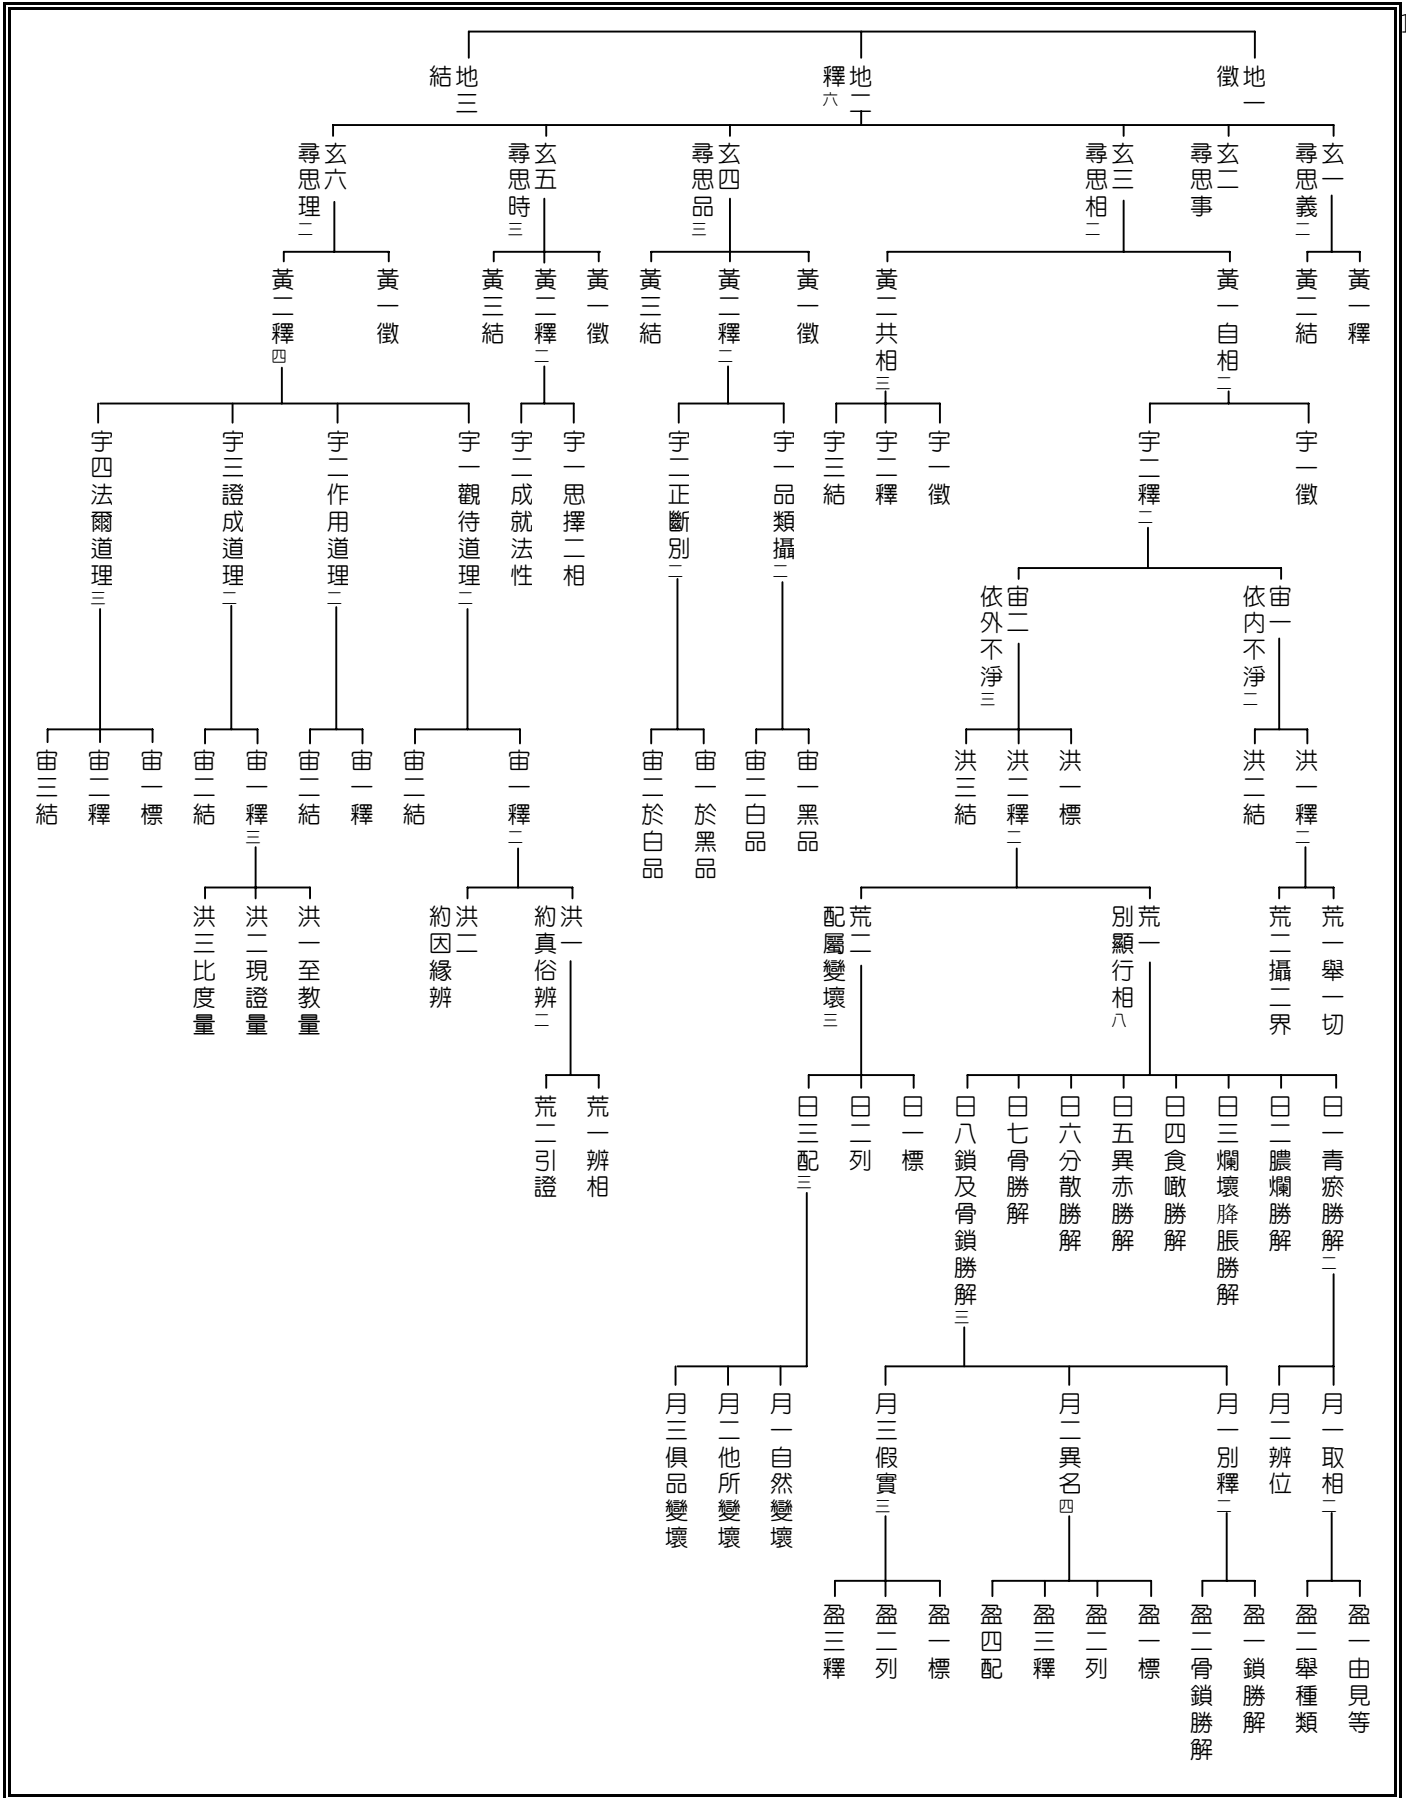 1
地一
徵
地二
釋六
地三
結
玄一
尋思義二
玄二
尋思事
玄三
尋思相二
玄四
尋思品三
玄五
尋思時三
玄六
尋思理二
黃一釋
黃二結
黃一自相二
黃二共相三
黃一徵
黃二釋二
黃三結
黃一徵
黃二釋二
黃三結
黃一徵
黃二釋四
宇一徵
宇二釋二
宇一徵
宇二釋
宇三結
宇一品類攝二
宇二正斷別二
宇一思擇二相
宇二成就法性
宇一觀待道理二
宇二作用道理二
宇三證成道理二
宇四法爾道理三
宙一
依內不淨二
宙二
依外不淨三
洪一釋二
洪二結
洪一標
洪二釋二
洪三結
宙一黑品
宙二白品
宙一於黑品
宙二於白品
宙一釋二
宙二結
宙一釋
宙二結
宙一釋三
宙二結
宙一標
宙二釋
宙三結
荒一舉一切
荒二攝二界
荒一
別顯行相八
荒二
配屬變壞三
洪一
約真俗辨二
洪二
約因緣辨
洪一至教量
洪二現證量
洪三比度量
日一青瘀勝解二
日二膿爛勝解
日三爛壞膖脹勝解
日四食噉勝解
日五異赤勝解
日六分散勝解
日七骨勝解
日八鎖及骨鎖勝解三
日一標
日二列
日三配三
荒一辨相
荒二引證
月一取相二
月二辨位
月一別釋二
月二異名四
月三假實三
月一自然變壞
月二他所變壞
月三俱品變壞
盈一由見等
盈二舉種類
盈一鎖勝解
盈二骨鎖勝解
盈一標
盈二列
盈三釋
盈四配
盈一標
盈二列
盈三釋